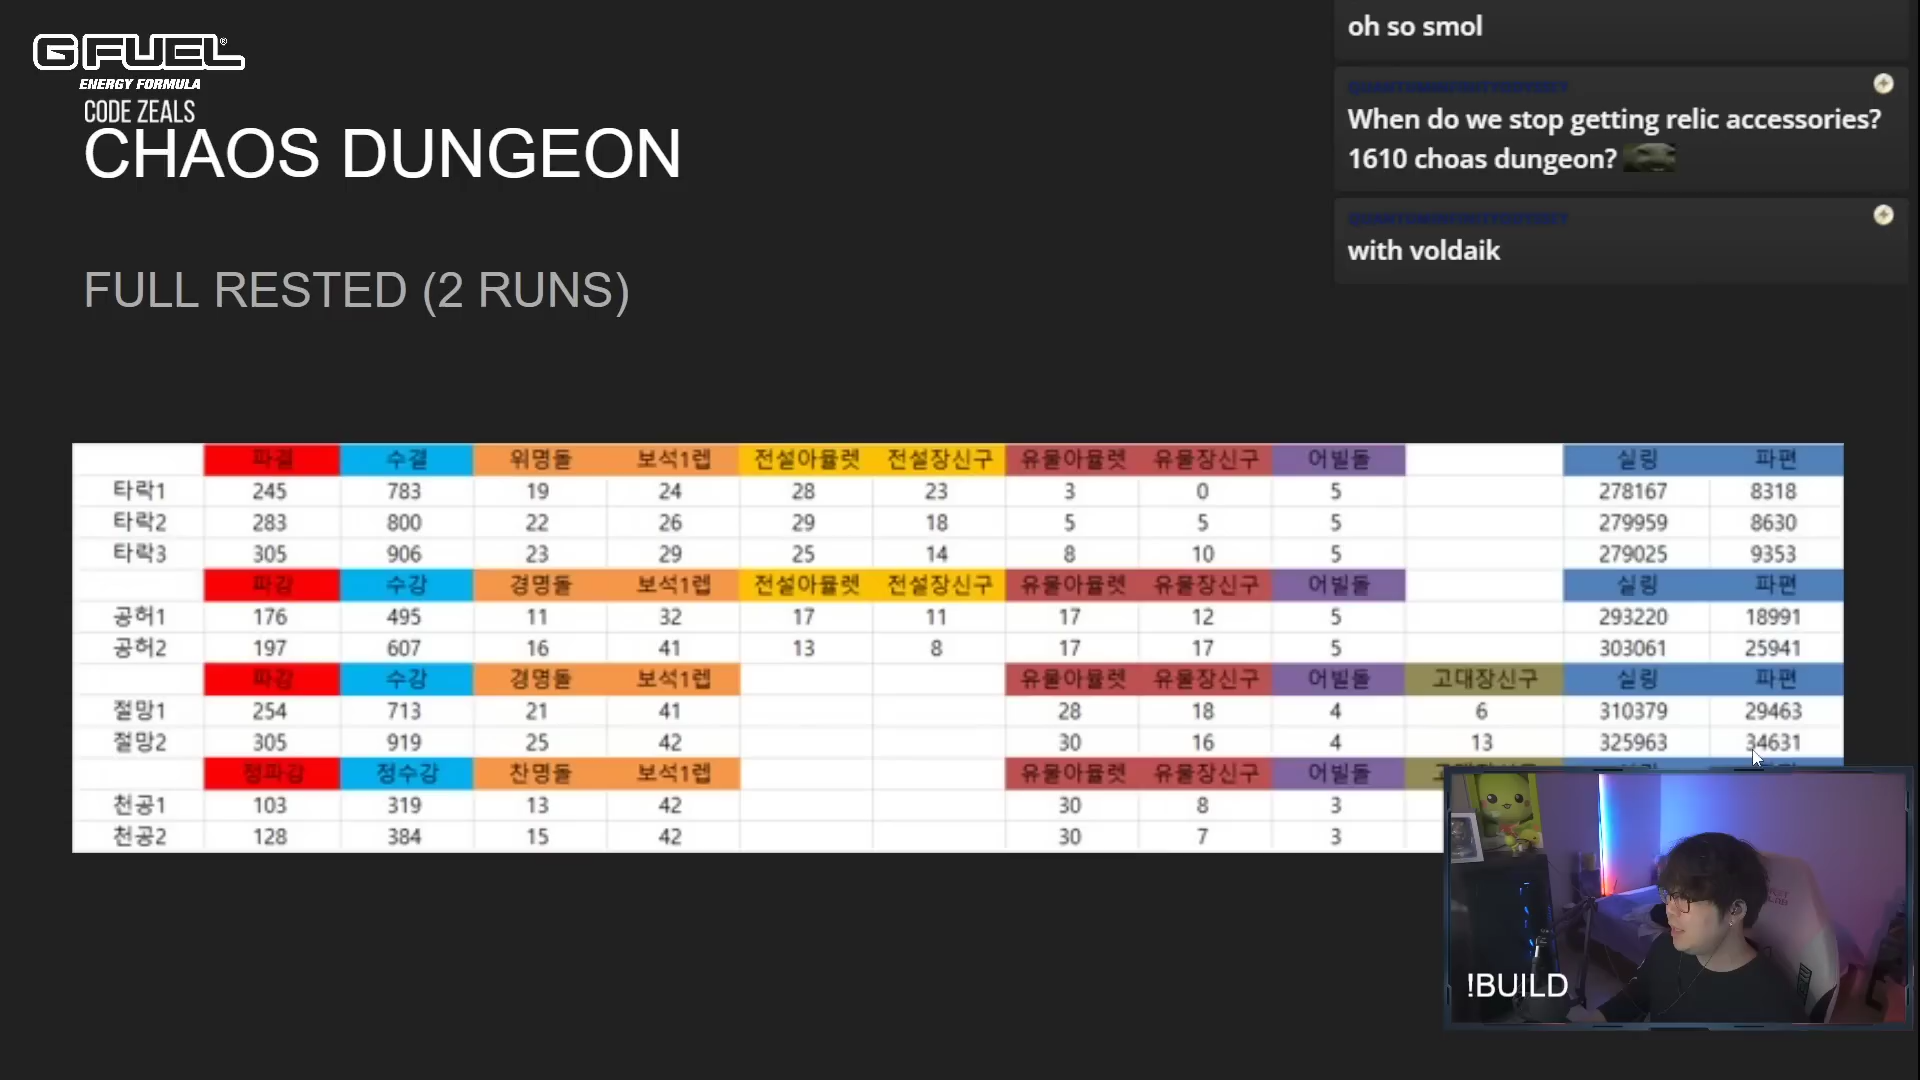 GFUEL®
ENERGY FORMULA
CODE ZEALS
CHAOS DUNGEON
FULL RESTED (2 RUNS)
oh so smol
When do we stop getting relic accessories?
1610 choas dungeon?
with voldaik
파결 수결 위명돌 보석1렙 전설아뮬렛 전설장신구 유물아뮬렛 유물장신구 어빌돌 실링 파편
타락1 245 783 19 24 28 23 3 0 5 278167 8318
타락2 283 800 22 26 29 18 5 5 5 279959 8630
타락3 305 906 23 29 25 14 8 10 5 279025 9353
파강 수강 경명돌 보석1렙 전설아뮬렛 전설장신구 유물아뮬렛 유물장신구 어빌돌 실링 파편
공허1 176 495 11 32 17 11 17 12 5 293220 18991
공허2 197 607 16 41 13 8 17 17 5 303061 25941
파강 수강 경명돌 보석1렙 유물아뮬렛 유물장신구 어빌돌 고대장신구 실링 파편
절망1 254 713 21 41 28 18 4 6 310379 29463
절망2 305 919 25 42 30 16 4 13 325963 34631
정파강 정수강 찬명돌 보석1렙 유물아뮬렛 유물장신구 어빌돌
천공1 103 319 13 42 30 8 3
천공2 128 384 15 42 30 7 3
!BUILD